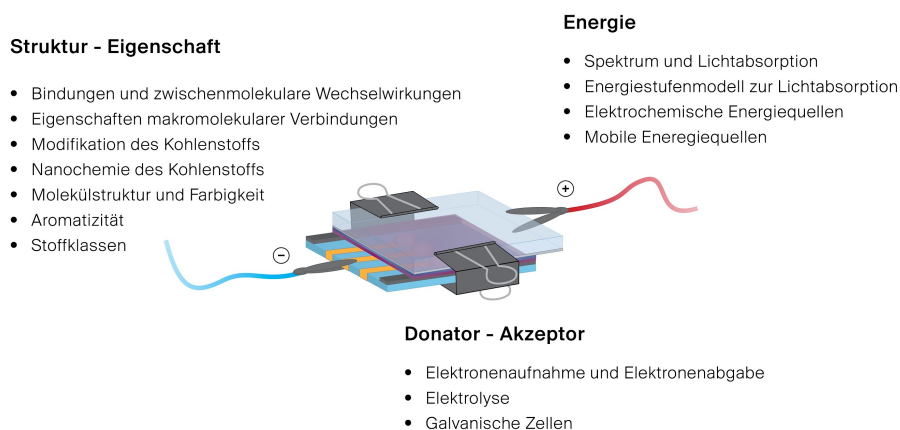 Struktur - Eigenschaft
• Bindungen und zwischenmolekulare Wechselwirkungen
• Eigenschaften makromolekularer Verbindungen
• Modifikation des Kohlenstoffs
• Nanochemie des Kohlenstoffs
• Molekülstruktur und Farbigkeit
• Aromatizität
• Stoffklassen
Energie
• Spektrum und Lichtabsorption
• Energiestufenmodell zur Lichtabsorption
• Elektrochemische Energiequellen
• Mobile Eneregiequellen
+
−
Donator - Akzeptor
• Elektronenaufnahme und Elektronenabgabe
• Elektrolyse
• Galvanische Zellen